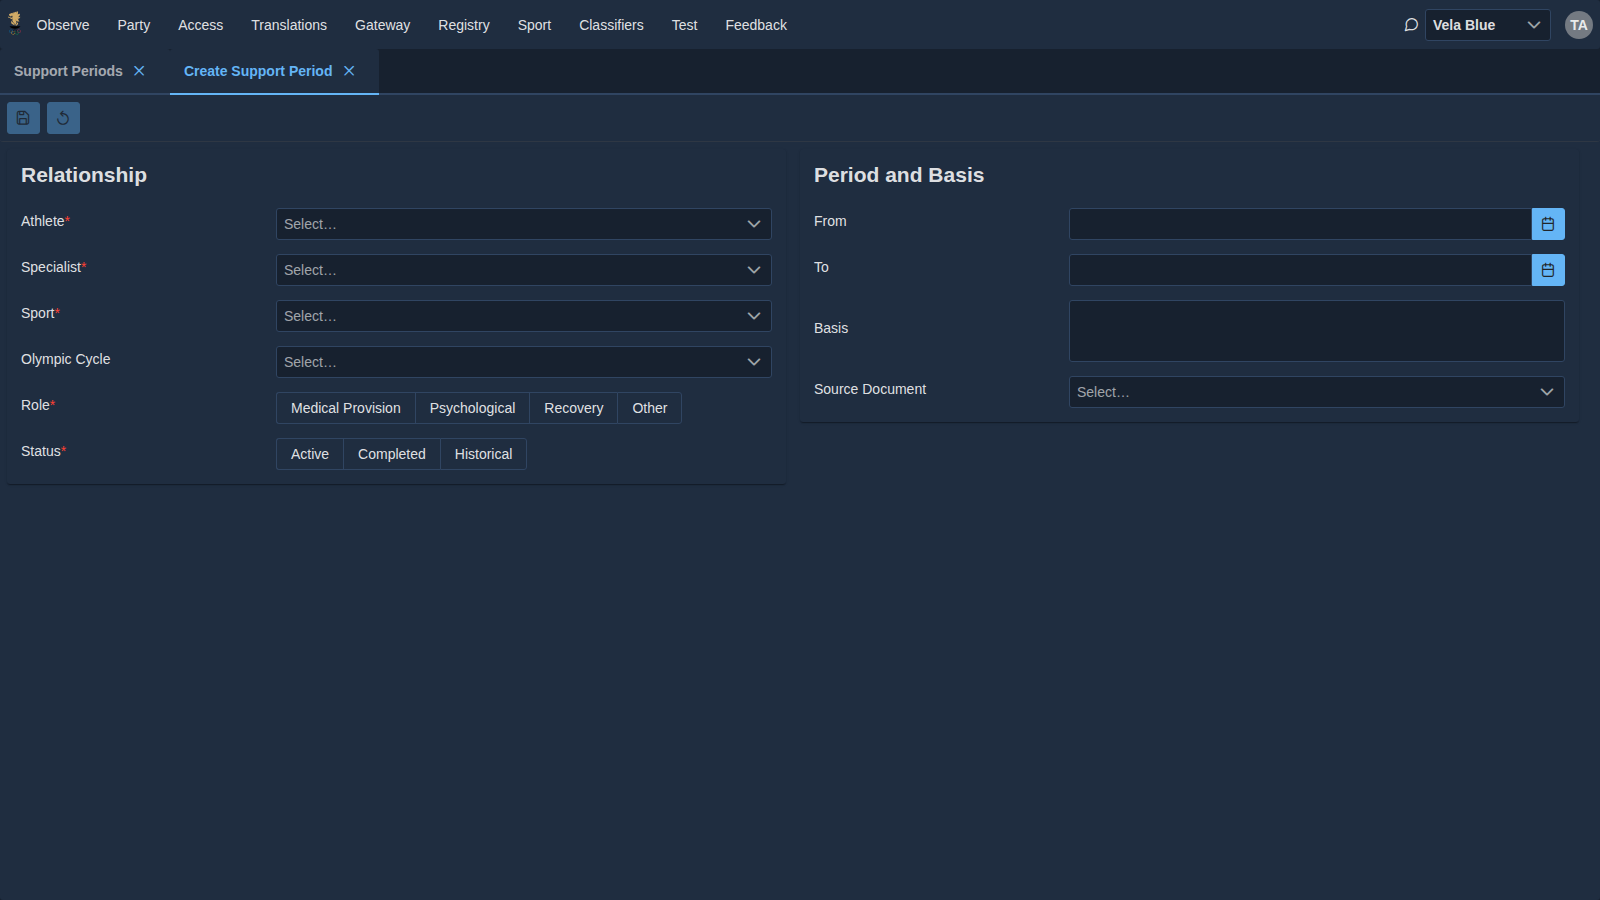 Observe Party Access Translations Gateway Registry Sport Classifiers Test Feedback Vela Blue TA
Support Periods Create Support Period
Relationship
Athlete* Select...
Specialist* Select...
Sport* Select...
Olympic Cycle Select...
Role* Medical Provision Psychological Recovery Other
Status* Active Completed Historical
Period and Basis
From
To
Basis
Source Document Select...